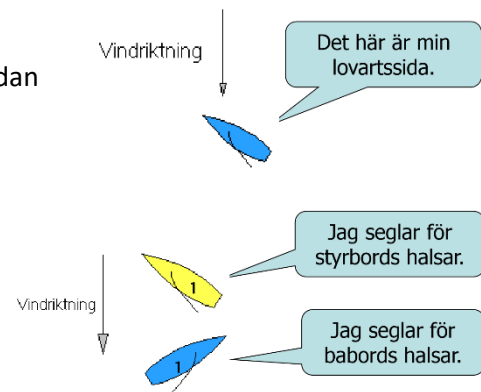 Vindriktning
Det här är min
lovartssida.
dan
Jag seglar för
styrbords halsar.
1
Vindriktning
1
Jag seglar för
babords halsar.